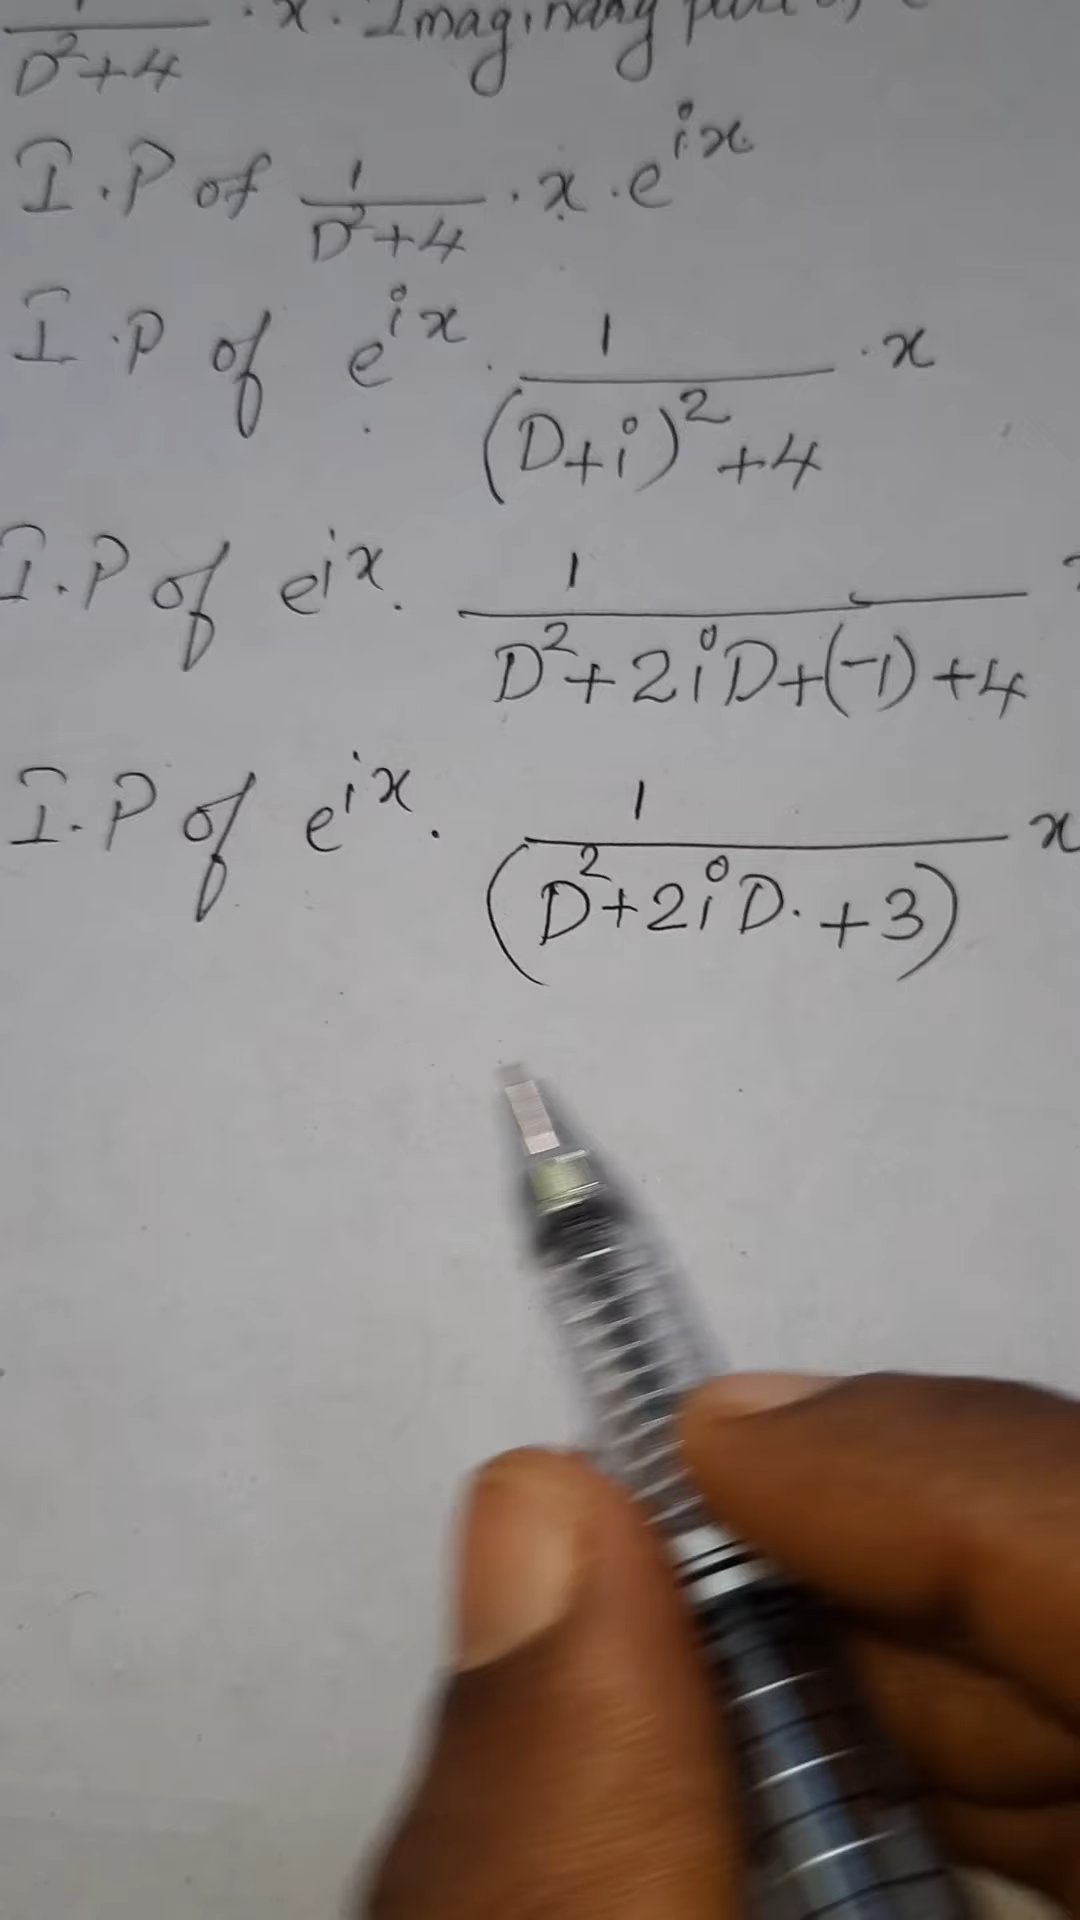 1/(D²+4) · x · Imaginary
I.P of 1/(D²+4) · x · e^{ix}
I.P of e^{ix} · 1/((D+i)²+4) · x
I.P of e^{ix} · 1/(D²+2iD+(-1)+4)
I.P of e^{ix} · 1/(D²+2iD·+3) x